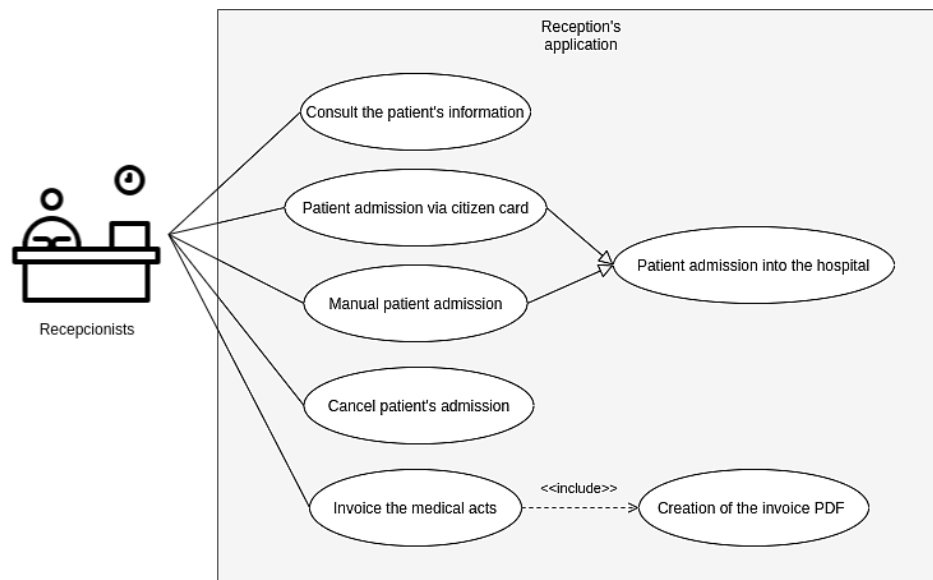 Reception's
application
Consult the patient's information
Patient admission via citizen card
Patient admission into the hospital
Manual patient admission
Recepcionists
Cancel patient's admission
<<include>>
Invoice the medical acts
Creation of the invoice PDF